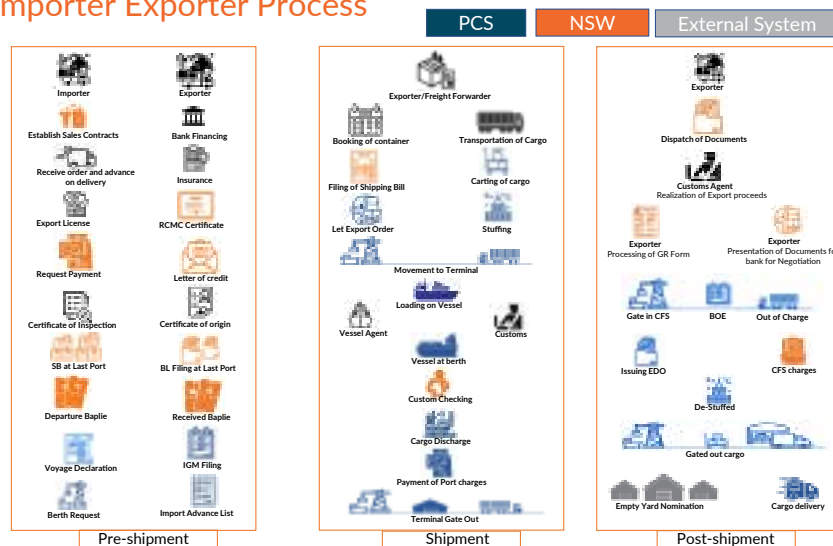 mporter Exporter Process
PCS
NSW
External System
Importer
Exporter
Establish Sales Contracts
Bank Financing
Receive order and advance
on delivery
Insurance
Export License
RCMC Certificate
Request Payment
Letter of credit
Certificate of Inspection
Certificate of origin
SB at Last Port
BL Filing at Last Port
Departure Baplie
Received Baplie
Voyage Declaration
IGM Filing
Berth Request
Import Advance List
Pre-shipment
Exporter/Freight Forwarder
Booking of container
Transportation of Cargo
Filing of Shipping Bill
Carting of cargo
Let Export Order
Stuffing
Movement to Terminal
Loading on Vessel
Vessel Agent
Customs
Vessel at berth
Custom Checking
Cargo Discharge
Payment of Port charges
Terminal Gate Out
Shipment
Exporter
Dispatch of Documents
Customs Agent
Realization of Export proceeds
Exporter
Processing of GR Form
Exporter
Presentation of Documents fo
bank for Negotiation
Gate in CFS
BOE
Out of Charge
Issuing EDO
CFS charges
De-Stuffed
Gated out cargo
Empty Yard Nomination
Cargo delivery
Post-shipment